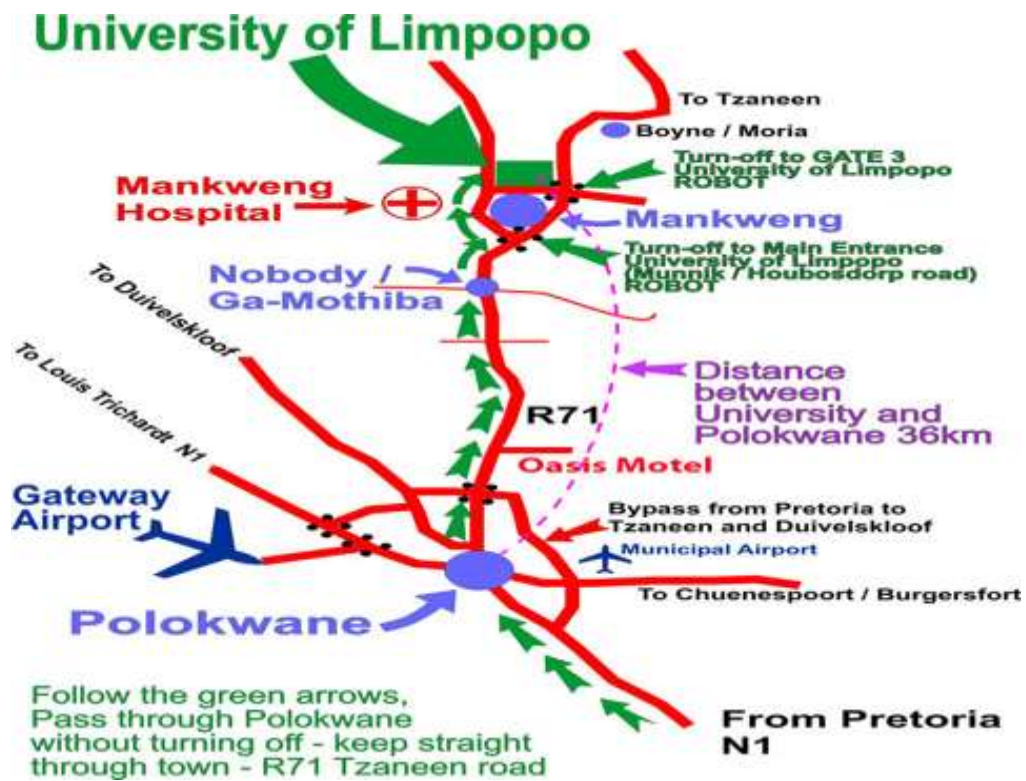 University of Limpopo
To Tzaneen
Boyne / Moria
Turn-off to GATE 3
University of Limpopo
ROBOT
Mankweng
Hospital
Mankweng
Turn-off to Main Entrance
University of Limpopo
(Munnik / Houbosddrp road)
ROBOT
Nobody /
Ga-Mothiba
To Duivelskloof
To Louis Trichardt N1
Distance
between
University and
Polokwane 36km
R71
Oasis Motel
Gateway
Airport
Bypass from Pretoria to
Tzaneen and Duivelskloof
Municipal Airport
To Chuenespoort / Burgersfort
Polokwane
Follow the green arrows,
Pass through Polokwane
without turning off - keep straight
through town - R71 Tzaneen road
From Pretoria
N1